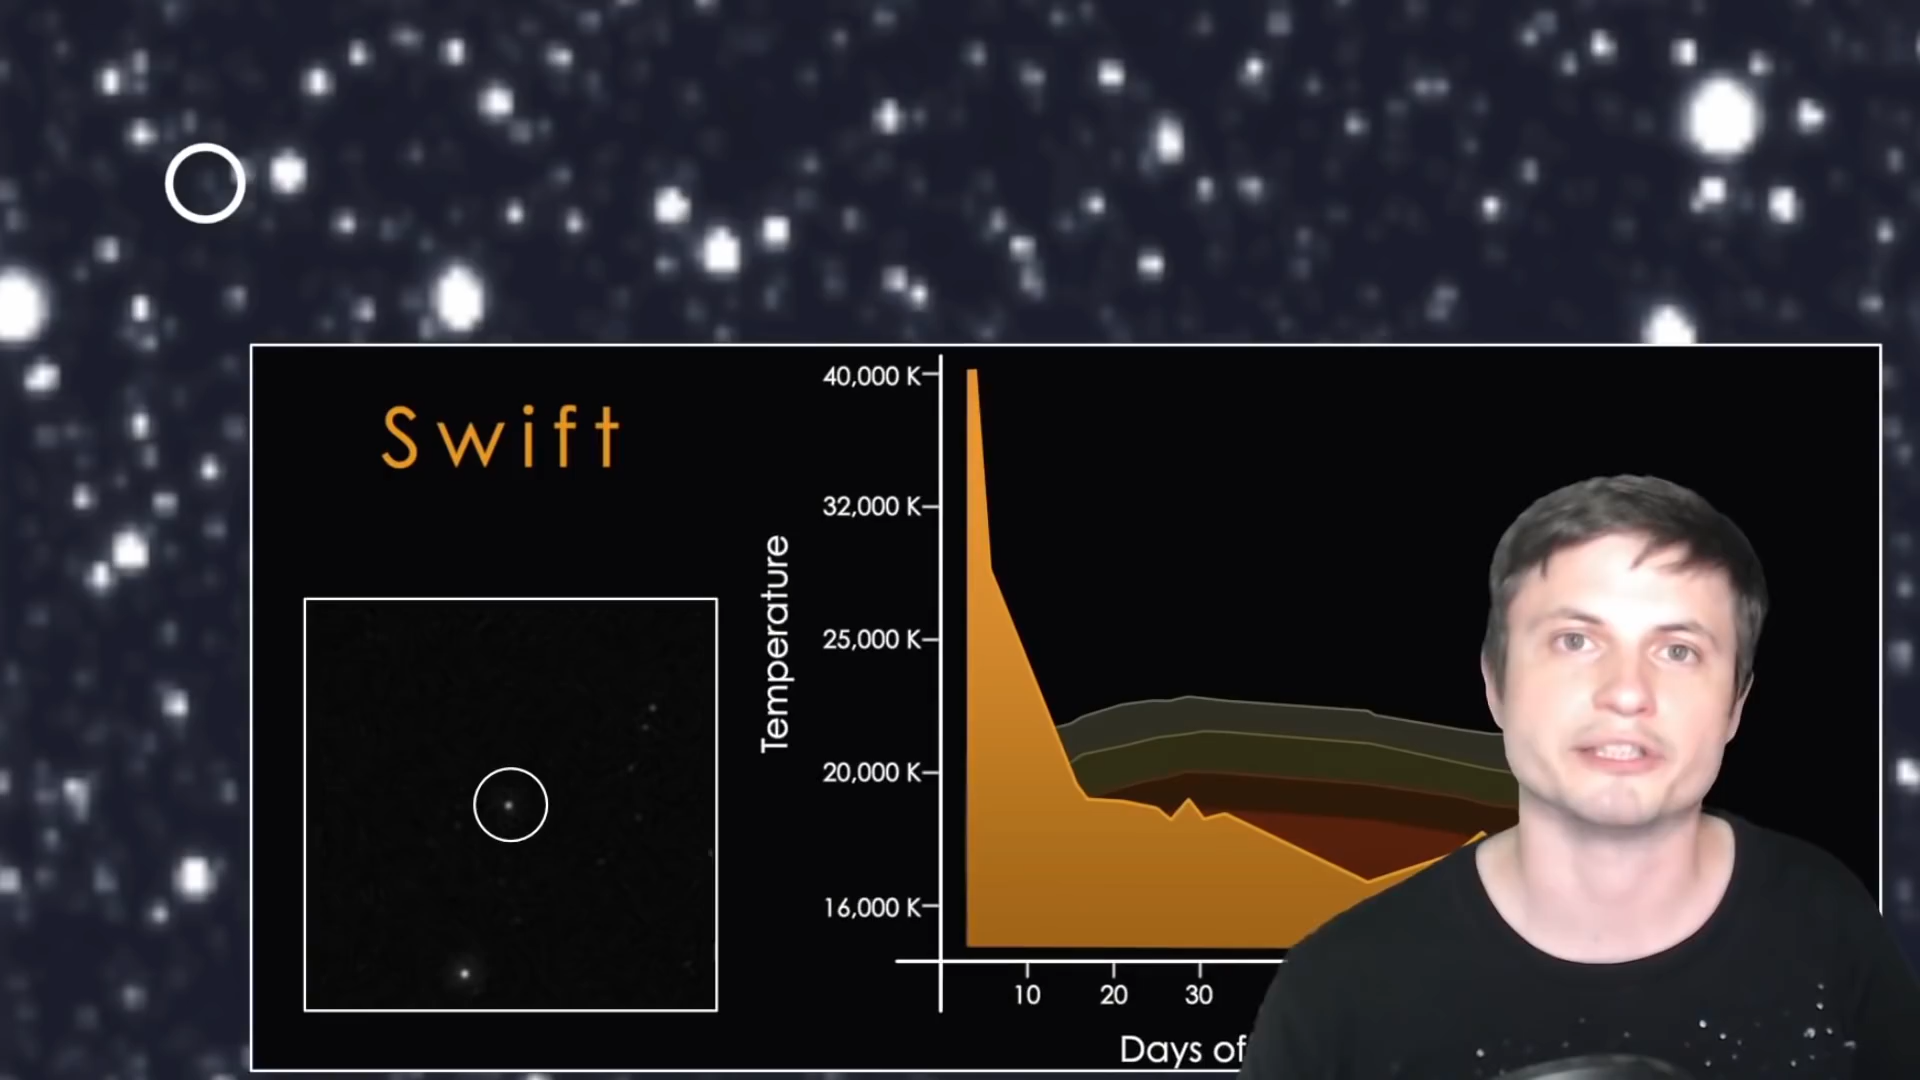 Swift
Temperature
40,000 K
32,000 K
25,000 K
20,000 K
16,000 K
10 20 30
Days of